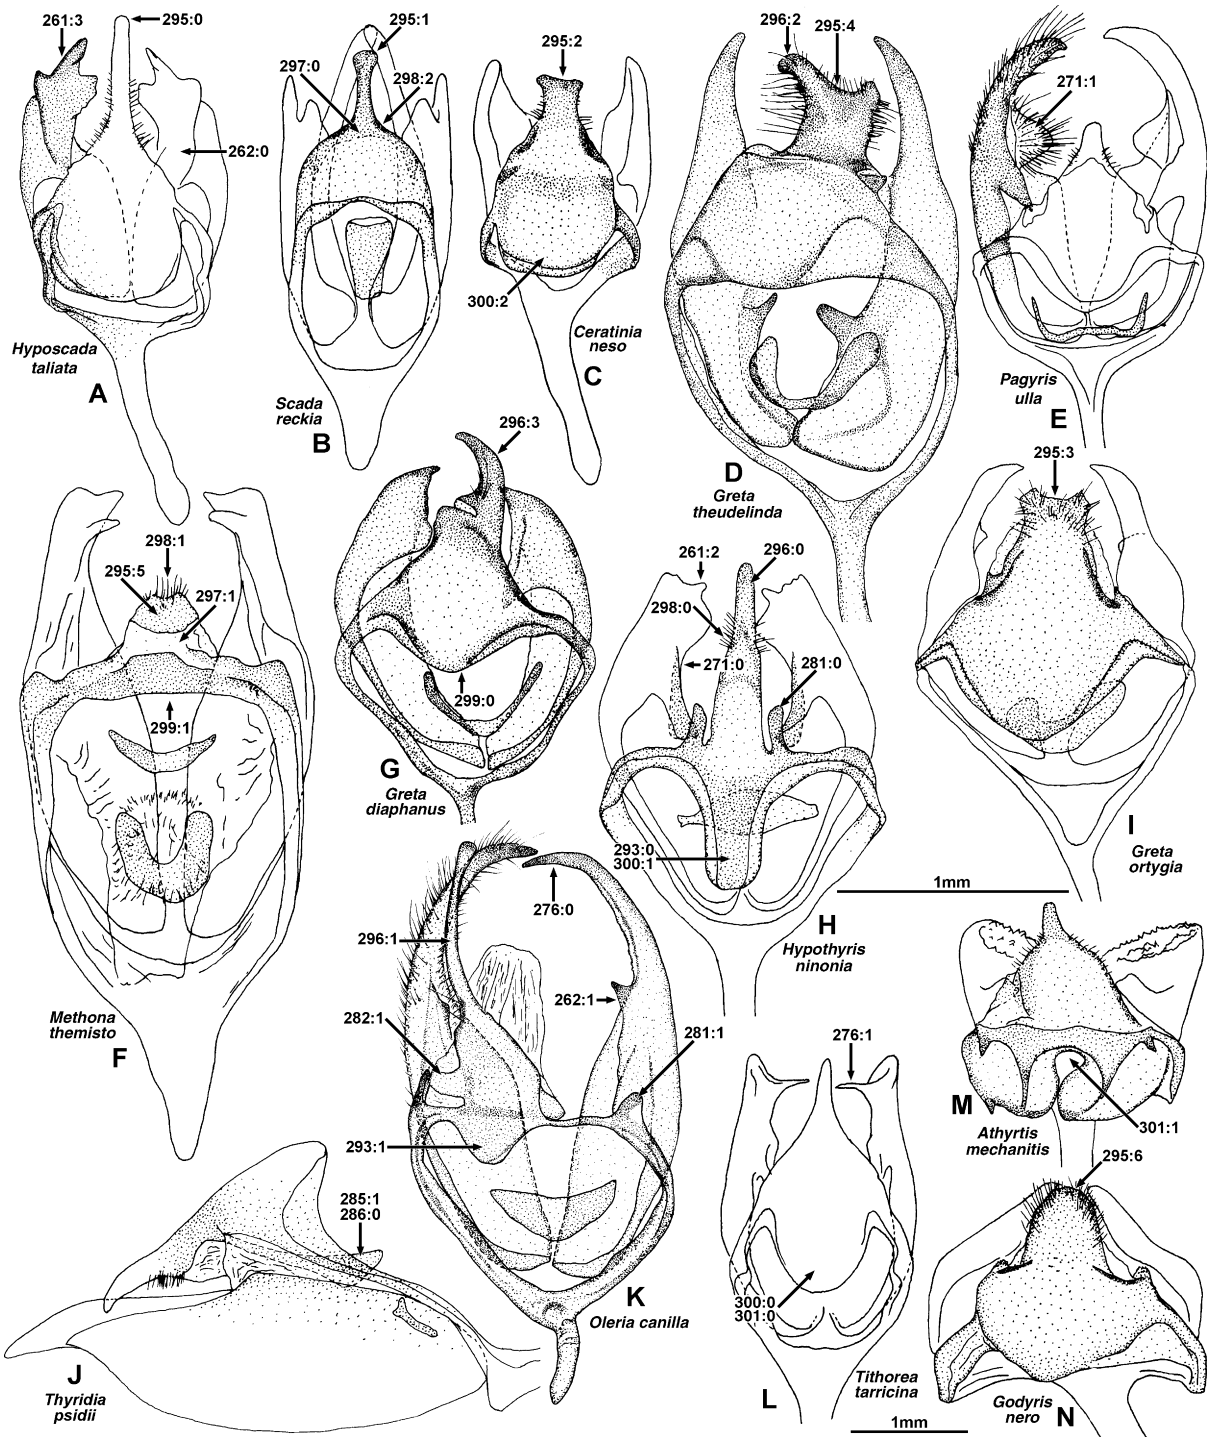 261:3
295:0
262:0
Hyposcada
taliata
A
295:1
297:0
298:2
Scada
reckia
B
295:2
300:2
Ceratinia
neso
C
296:2
295:4
D
Greta
theudelinda
271:1
Pagyris
ulla
E
298:1
295:5
297:1
299:1
Methona
themisto
F
296:3
299:0
G
Greta
diaphanus
261:2
296:0
298:0
271:0
281:0
293:0
300:1
H
Hypothyris
ninonia
295:3
I
Greta
ortygia
1mm
285:1
286:0
J
Thyridia
psidii
276:0
296:1
262:1
282:1
281:1
293:1
K
Oleria canilla
276:1
300:0
301:0
L
Tithorea
tarricina
M
301:1
Athyrtis
mechanitis
295:6
Godyris
nero
N
1mm